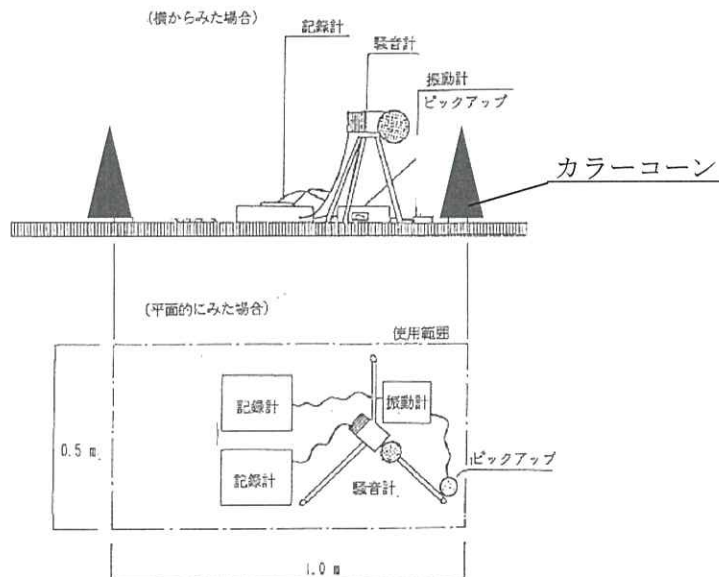 (横からみた場合)
記録計
騒音計
振動計
ピックアップ
カラーコーン
(平面的にみた場合)
使用範囲
記録計
振動計
0.5 m
記録計
騒音計
ピックアップ
1.0 m